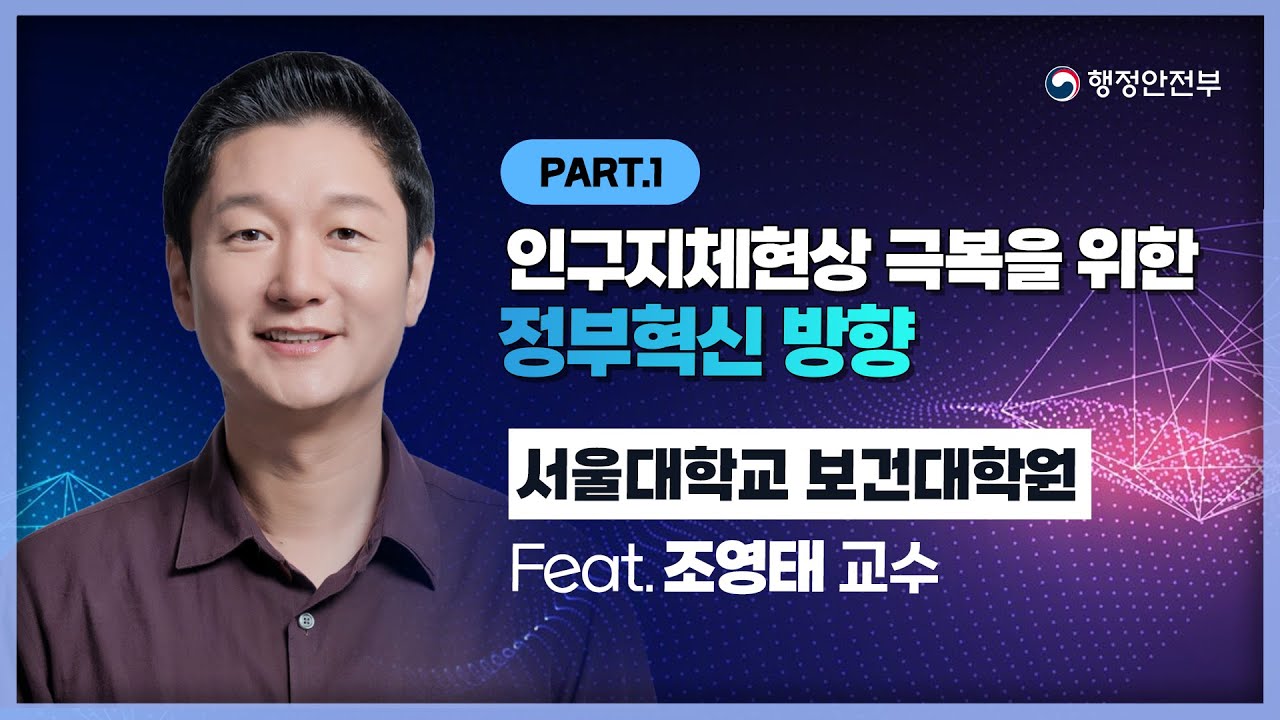 행정안전부
PART.1
인구지체현상 극복을 위한
정부혁신 방향
서울대학교 보건대학원
Feat. 조영태 교수